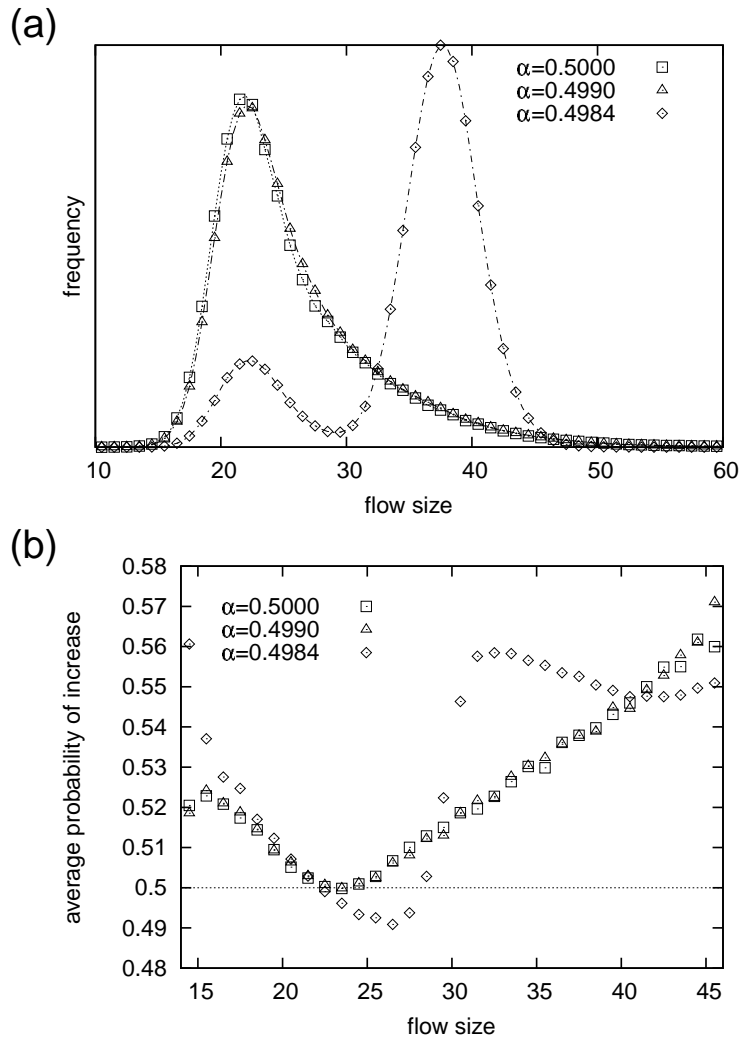 (a)
frequency
α=0.5000
α=0.4990
α=0.4984
10 20 30 40 50 60
flow size
(b)
average probability of increase
0.58
0.57
0.56
0.55
0.54
0.53
0.52
0.51
0.5
0.49
0.48
α=0.5000
α=0.4990
α=0.4984
15 20 25 30 35 40 45
flow size